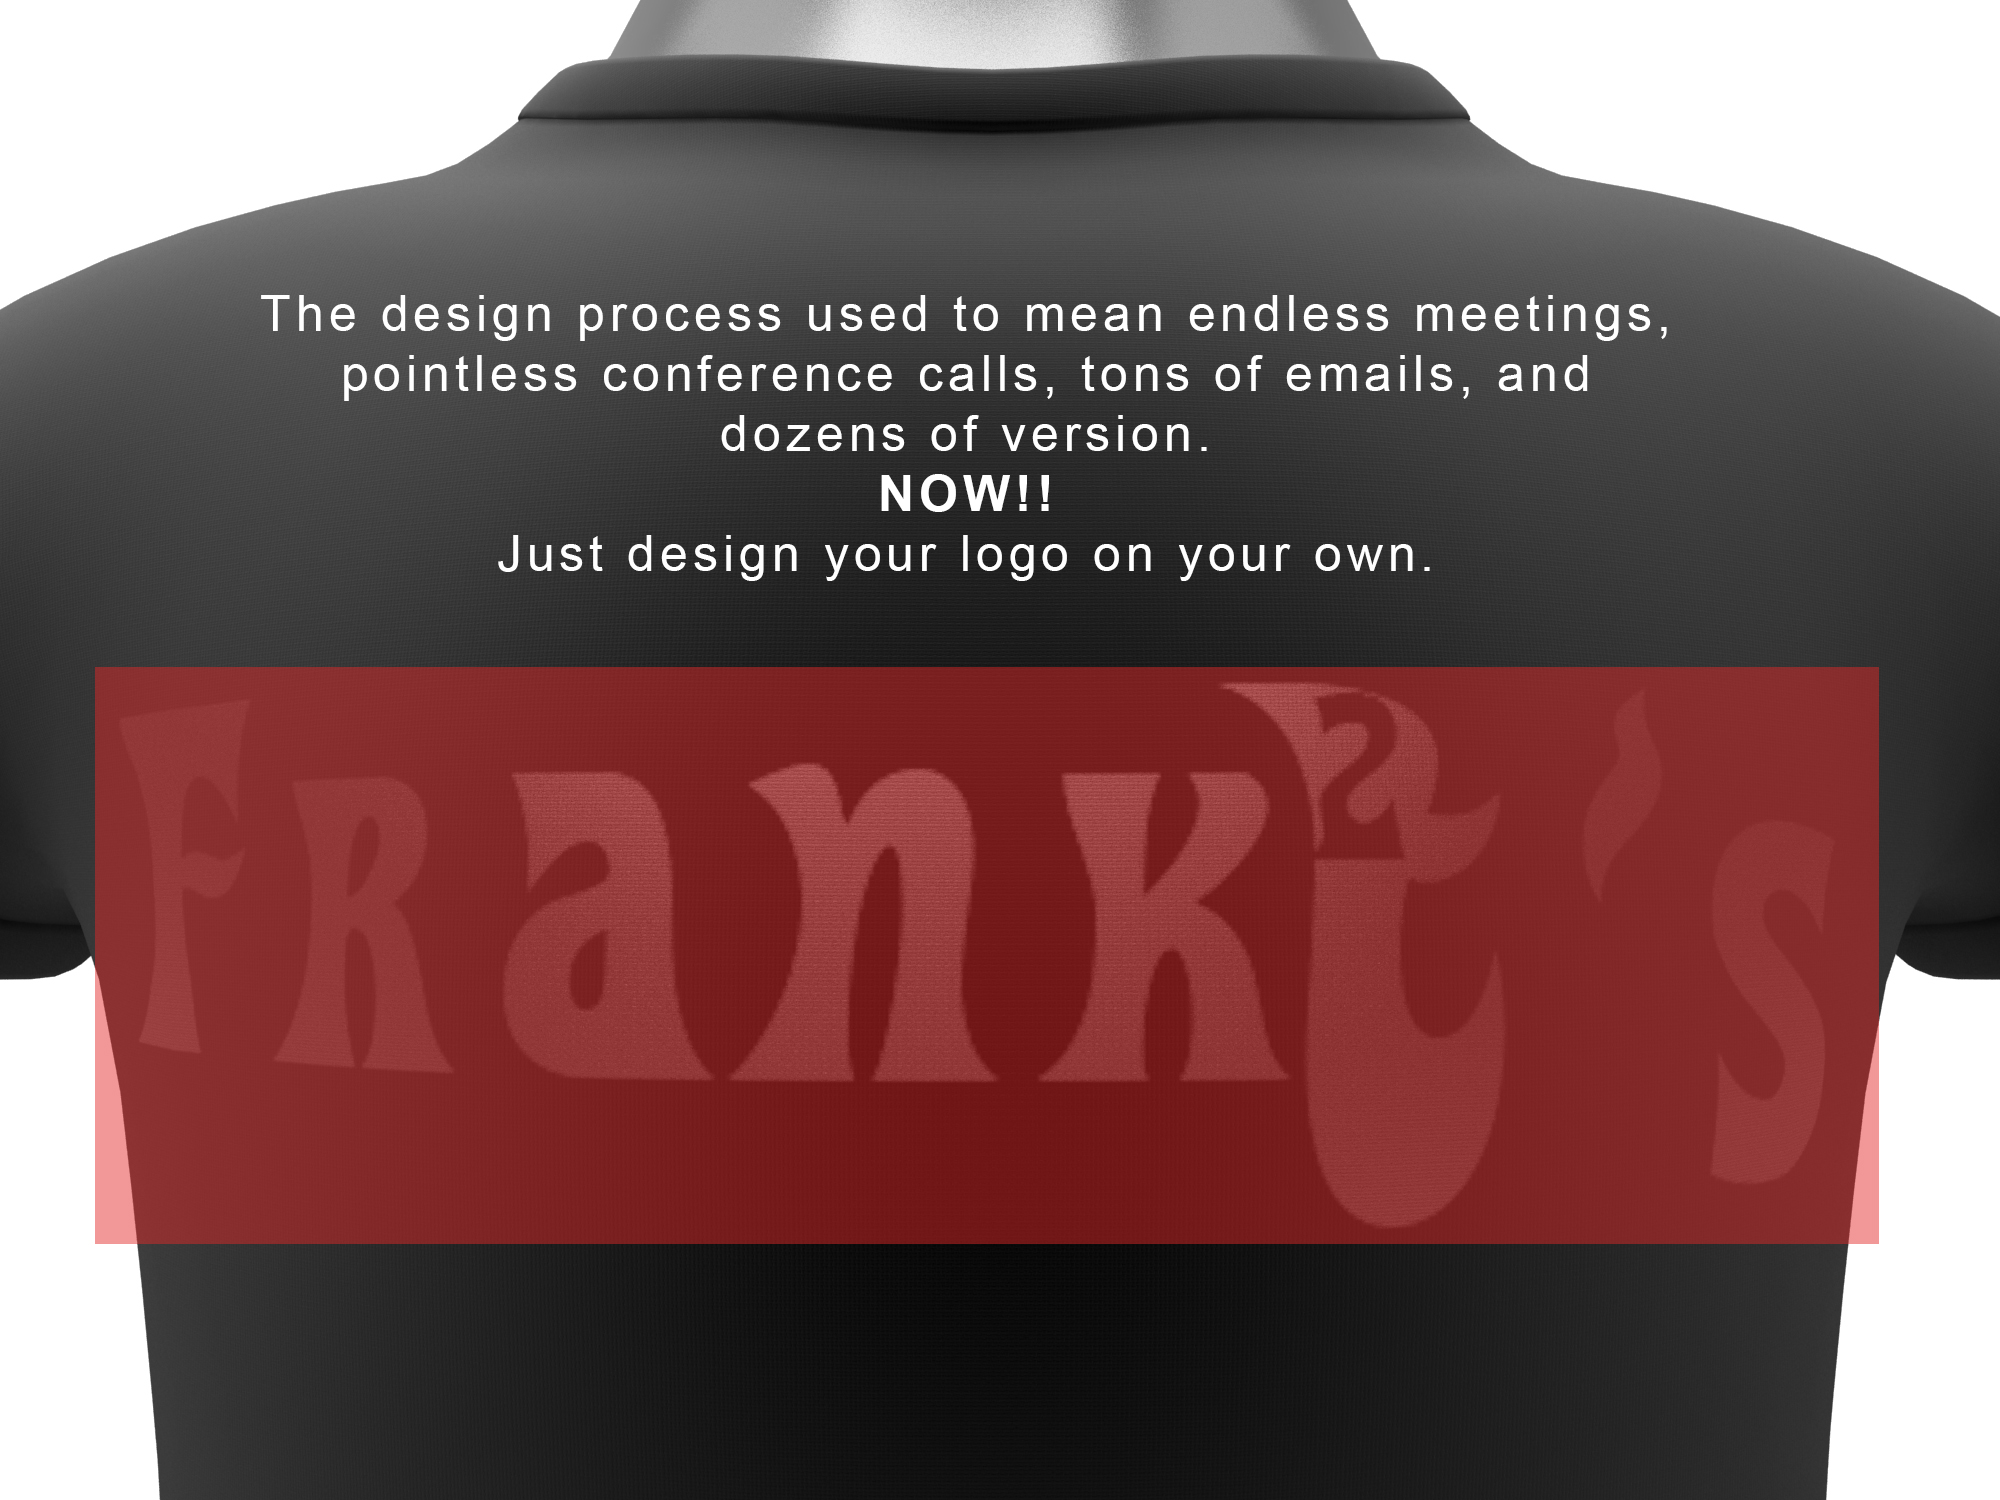 The design process used to mean endless meetings,
pointless conference calls, tons of emails, and
dozens of version.
NOW!!
Just design your logo on your own.